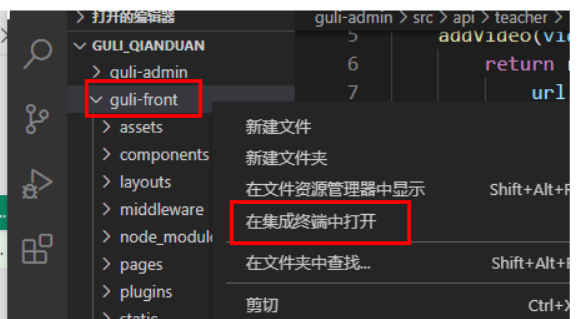 打开的编辑器
guli-admin > src > api > teacher >
GULI_QIANDUAN
5 addVideo(vi
guli-admin
6 return
guli-front
7 url
assets
新建文件
components
新建文件夹
layouts
在文件资源管理器中显示 Shift+Alt+R
middleware
在集成终端中打开
node_modul
pages
在文件夹中查找... Shift+Alt+F
plugins
剪切 Ctrl+X
static